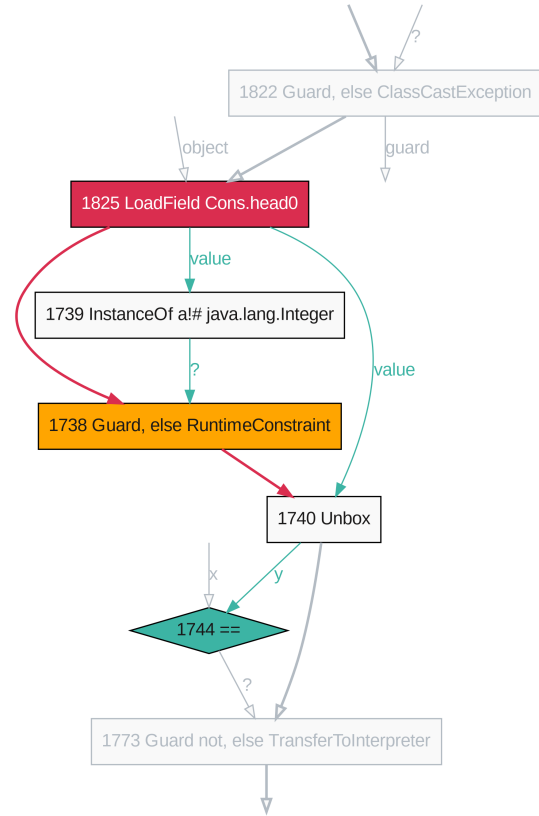 ?
1822 Guard, else ClassCastException
object
guard
1825 LoadField Cons.head0
value
1739 InstanceOf a!# java.lang.Integer
?
value
1738 Guard, else RuntimeConstraint
1740 Unbox
x
y
1744 ==
?
1773 Guard not, else TransferToInterpreter